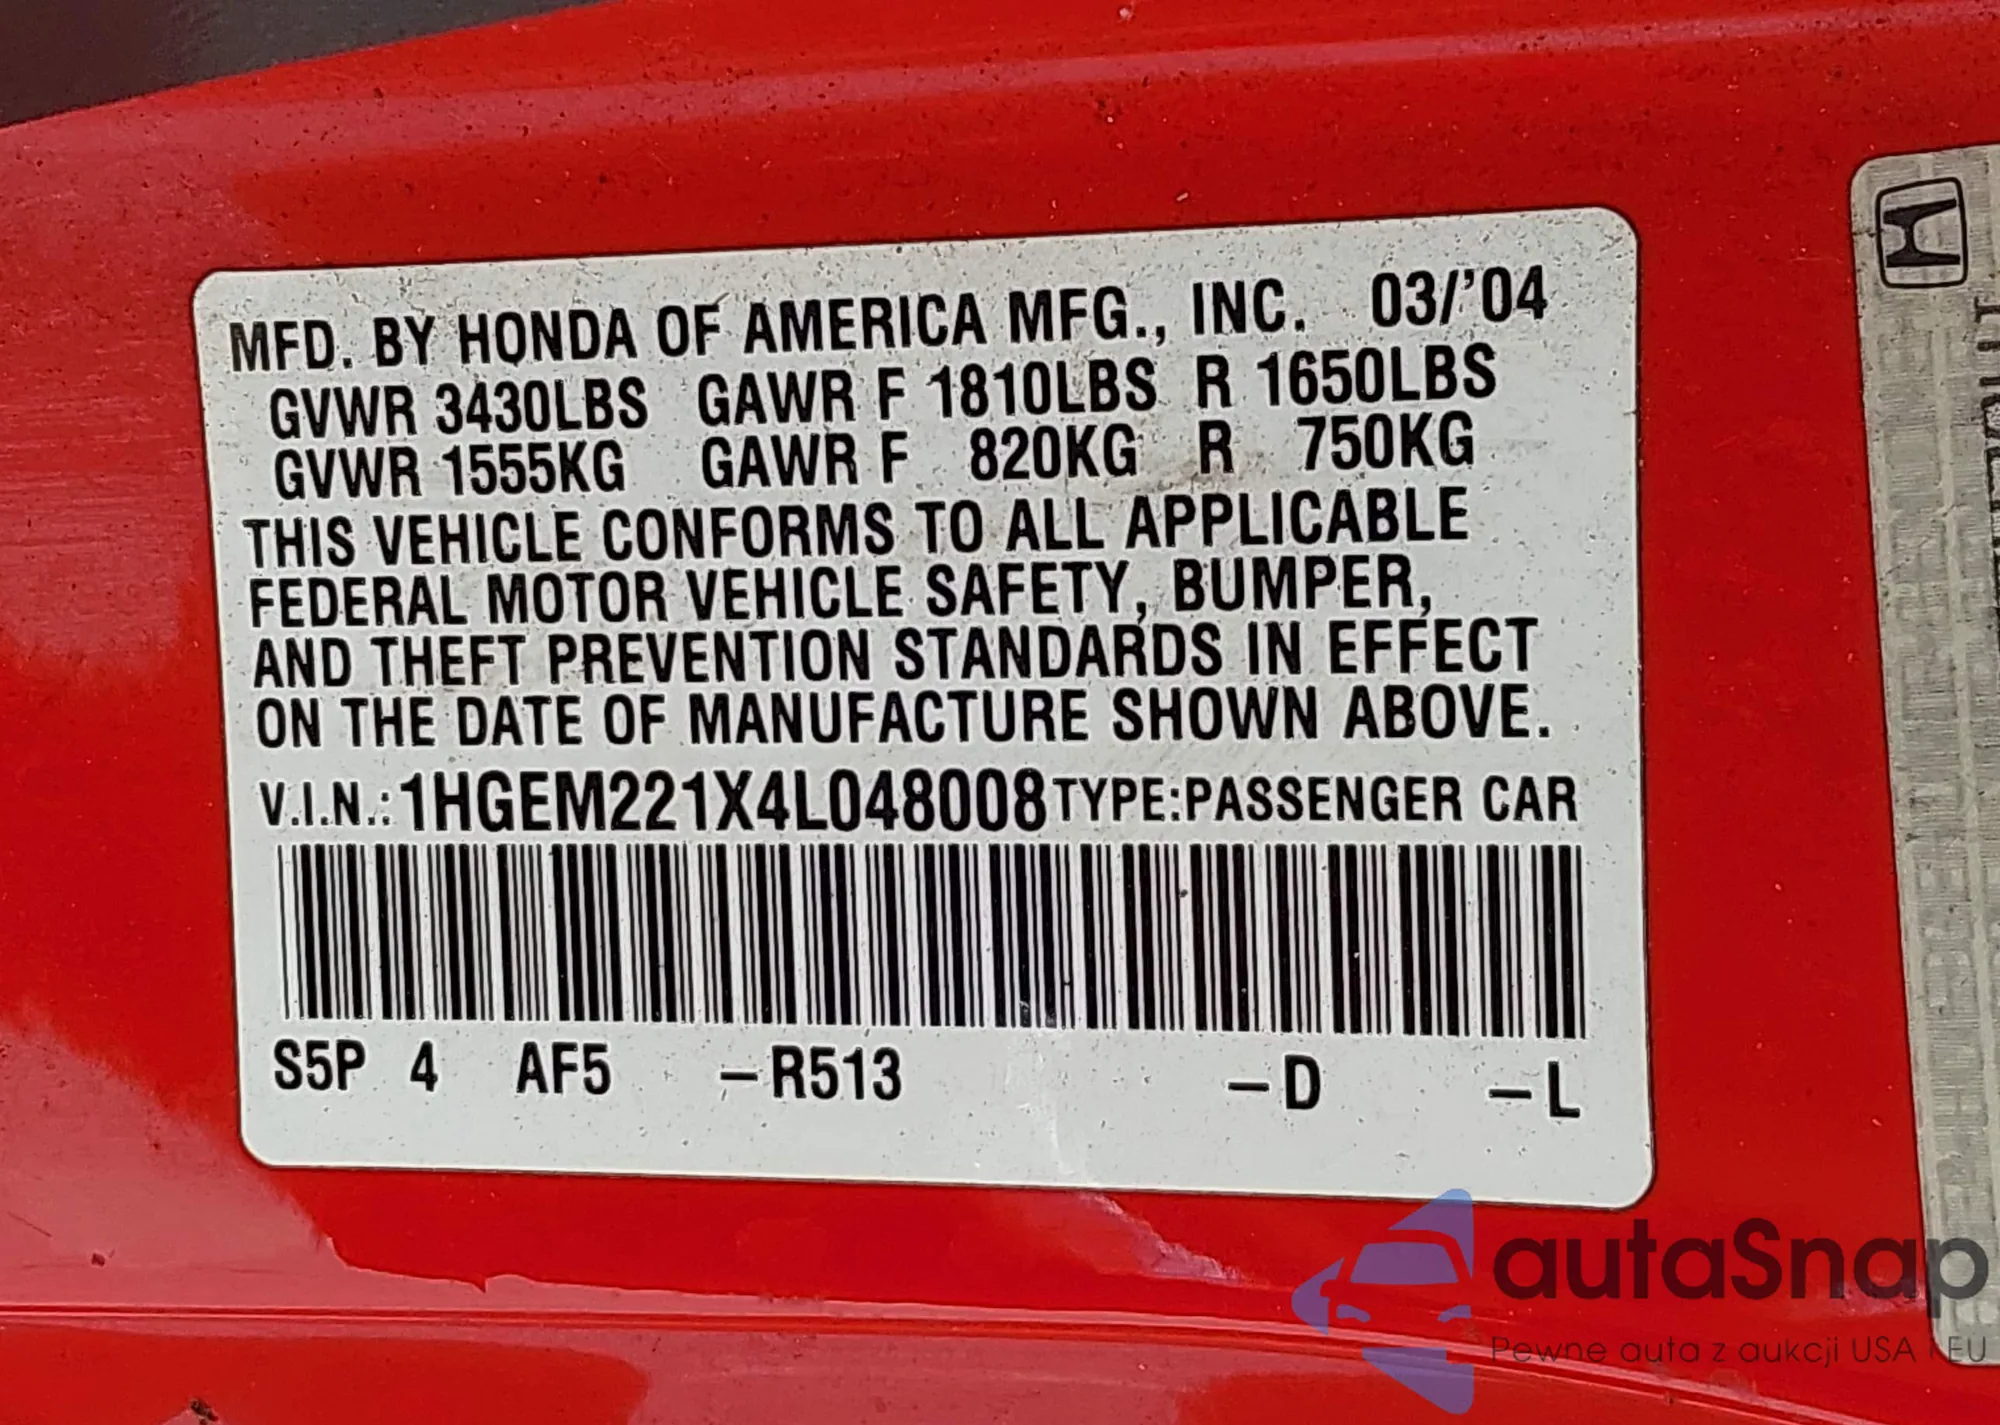 MFD. BY HONDA OF AMERICA MFG., INC. 03/'04
GVWR 3430LBS GAWR F 1810LBS R 1650LBS
GVWR 1555KG GAWR F 820KG R 750KG
THIS VEHICLE CONFORMS TO ALL APPLICABLE
FEDERAL MOTOR VEHICLE SAFETY, BUMPER,
AND THEFT PREVENTION STANDARDS IN EFFECT
ON THE DATE OF MANUFACTURE SHOWN ABOVE.
V.I.N.: 1HGEM221X4L048008 TYPE:PASSENGER CAR
S5P 4 AF5 –R513 –D –L
autaSnap
Pewne auta z aukcji USA i EU